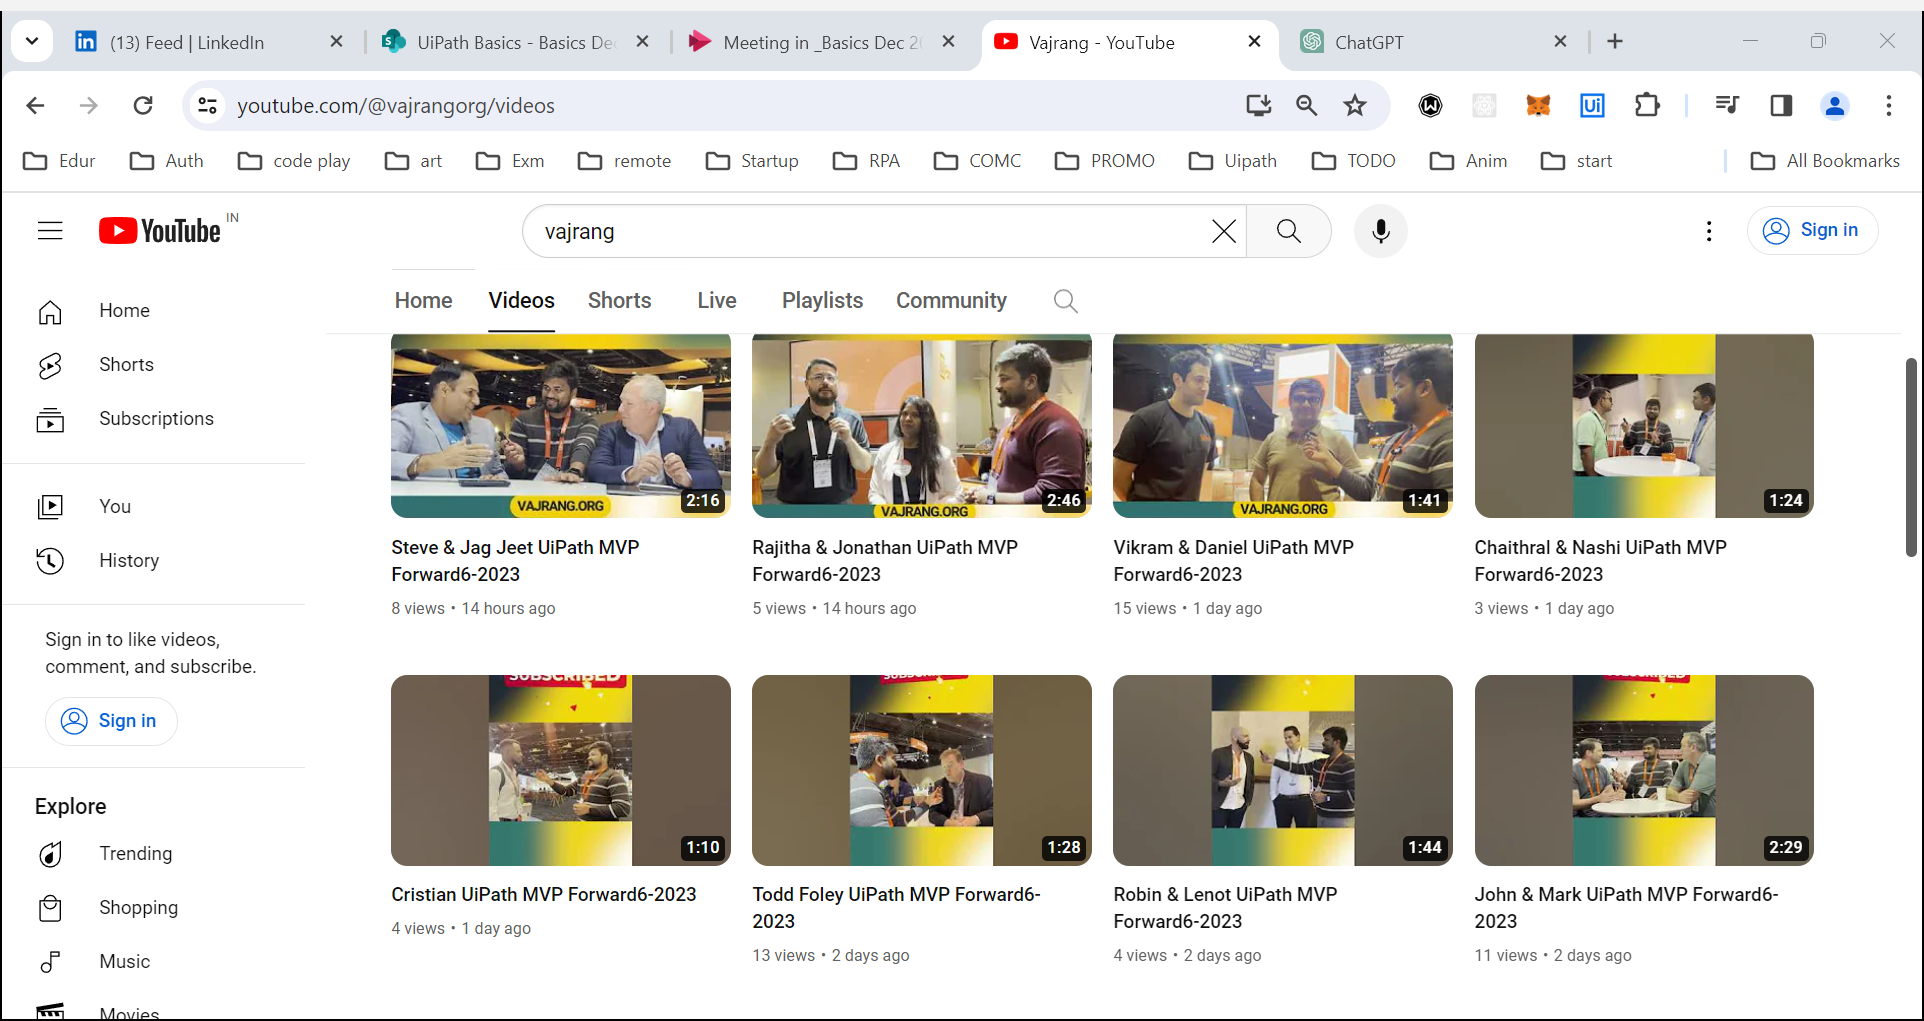 (13) Feed | LinkedIn
UiPath Basics - Basics Dec
Meeting in _Basics Dec 20
Vajrang - YouTube
ChatGPT
youtube.com/@vajrangorg/videos
Edur
Auth
code play
art
Exm
remote
Startup
RPA
COMC
PROMO
Uipath
TODO
Anim
start
All Bookmarks
YouTube IN
vajrang
Sign in
Home
Videos
Shorts
Live
Playlists
Community
Home
Shorts
Subscriptions
You
History
Sign in to like videos,
comment, and subscribe.
Sign in
Explore
Trending
Shopping
Music
Movies
VAJRANG.ORG
2:16
Steve & Jag Jeet UiPath MVP
Forward6-2023
8 views • 14 hours ago
VAJRANG.ORG
2:46
Rajitha & Jonathan UiPath MVP
Forward6-2023
5 views • 14 hours ago
VAJRANG.ORG
1:41
Vikram & Daniel UiPath MVP
Forward6-2023
15 views • 1 day ago
1:24
Chaithral & Nashi UiPath MVP
Forward6-2023
3 views • 1 day ago
SUBSCRIBED
1:10
Cristian UiPath MVP Forward6-2023
4 views • 1 day ago
1:28
Todd Foley UiPath MVP Forward6-
2023
13 views • 2 days ago
1:44
Robin & Lenot UiPath MVP
Forward6-2023
4 views • 2 days ago
2:29
John & Mark UiPath MVP Forward6-
2023
11 views • 2 days ago